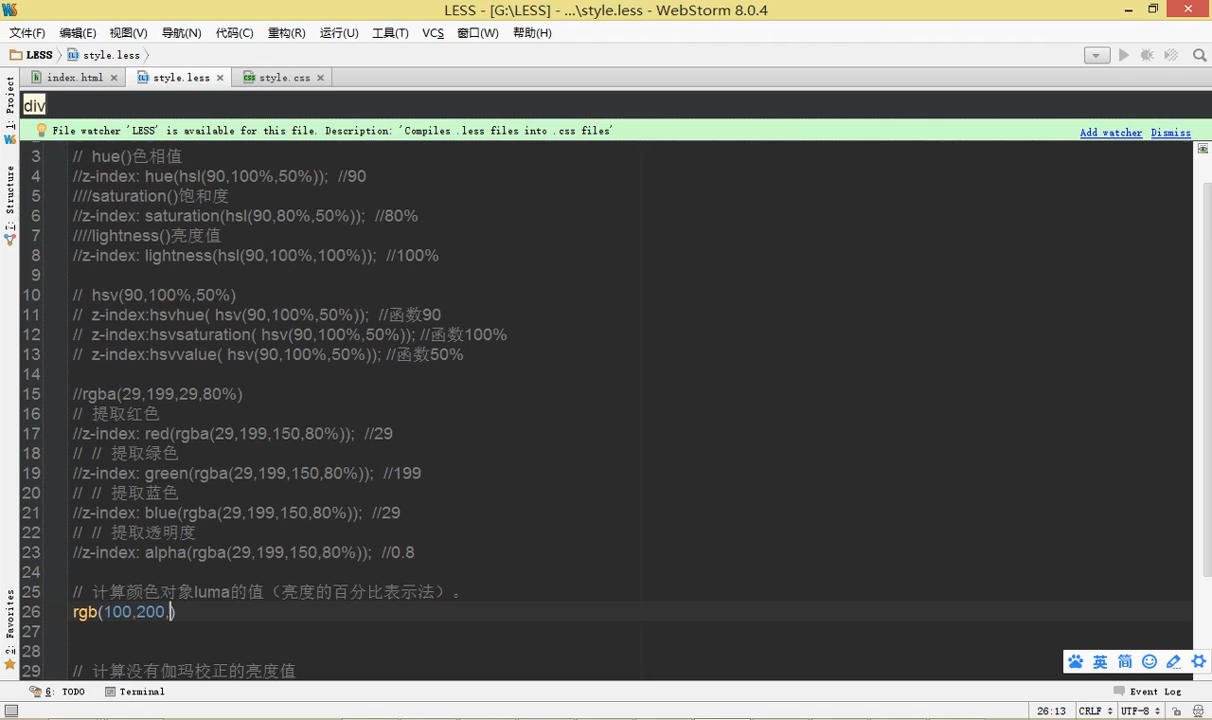 LESS - [G:\LESS] - ...\style.less - WebStorm 8.0.4
文件(F) 编辑(E) 视图(V) 导航(N) 代码(C) 重构(R) 运行(U) 工具(T) VCS 窗口(W) 帮助(H)
LESS style.less
index.html style.less style.css
div
File watcher 'LESS' is available for this file. Description: 'Compiles .less files into .css files' Add watcher Dismiss
1: Project
7: Structure
2: Favorites
3 // hue()色相值
4 //z-index: hue(hsl(90,100%,50%)); //90
5 ////saturation()饱和度
6 //z-index: saturation(hsl(90,80%,50%)); //80%
7 ////lightness()亮度值
8 //z-index: lightness(hsl(90,100%,100%)); //100%
9
10 // hsv(90,100%,50%)
11 // z-index:hsvhue( hsv(90,100%,50%)); //函数90
12 // z-index:hsvsaturation( hsv(90,100%,50%)); //函数100%
13 // z-index:hsvvalue( hsv(90,100%,50%)); //函数50%
14
15 //rgba(29,199,29,80%)
16 // 提取红色
17 //z-index: red(rgba(29,199,150,80%)); //29
18 // // 提取绿色
19 //z-index: green(rgba(29,199,150,80%)); //199
20 // // 提取蓝色
21 //z-index: blue(rgba(29,199,150,80%)); //29
22 // // 提取透明度
23 //z-index: alpha(rgba(29,199,150,80%)); //0.8
24
25 // 计算颜色对象luma的值（亮度的百分比表示法）。
26 rgb(100,200,)
27
28
29 // 计算没有伽玛校正的亮度值
英 简
6: TODO Terminal Event Log
26:13 CRLF UTF-8